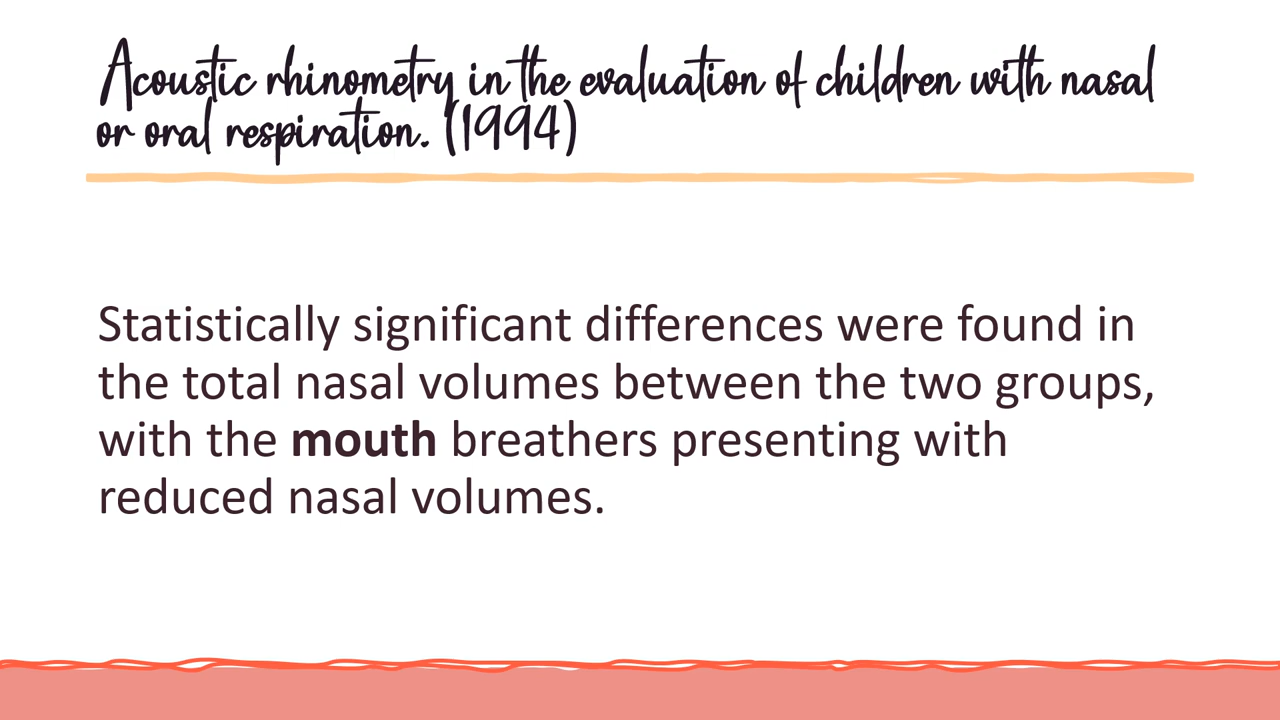 Acoustic rhinometry in the evaluation of children with nasal
or oral respiration. (1994)
Statistically significant differences were found in
the total nasal volumes between the two groups,
with the mouth breathers presenting with
reduced nasal volumes.